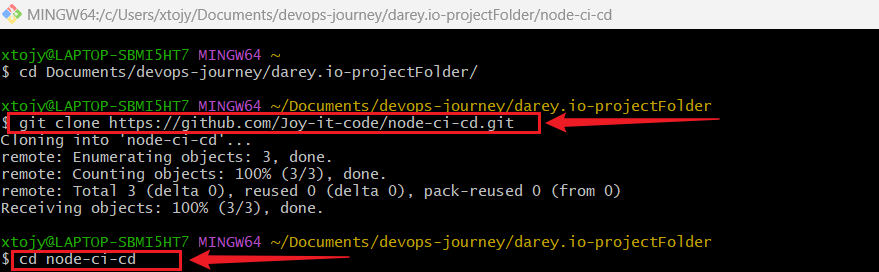 MINGW64:/c/Users/xtojy/Documents/devops-journey/darey.io-projectFolder/node-ci-cd
xtojy@LAPTOP-SBMI5HT7 MINGW64 ~
$ cd Documents/devops-journey/darey.io-projectFolder/
xtojy@LAPTOP-SBMI5HT7 MINGW64 ~/Documents/devops-journey/darey.io-projectFolder
$ git clone https://github.com/Joy-it-code/node-ci-cd.git
Cloning into 'node-ci-cd'...
remote: Enumerating objects: 3, done.
remote: Counting objects: 100% (3/3), done.
remote: Total 3 (delta 0), reused 0 (delta 0), pack-reused 0 (from 0)
Receiving objects: 100% (3/3), done.
xtojy@LAPTOP-SBMI5HT7 MINGW64 ~/Documents/devops-journey/darey.io-projectFolder
$ cd node-ci-cd